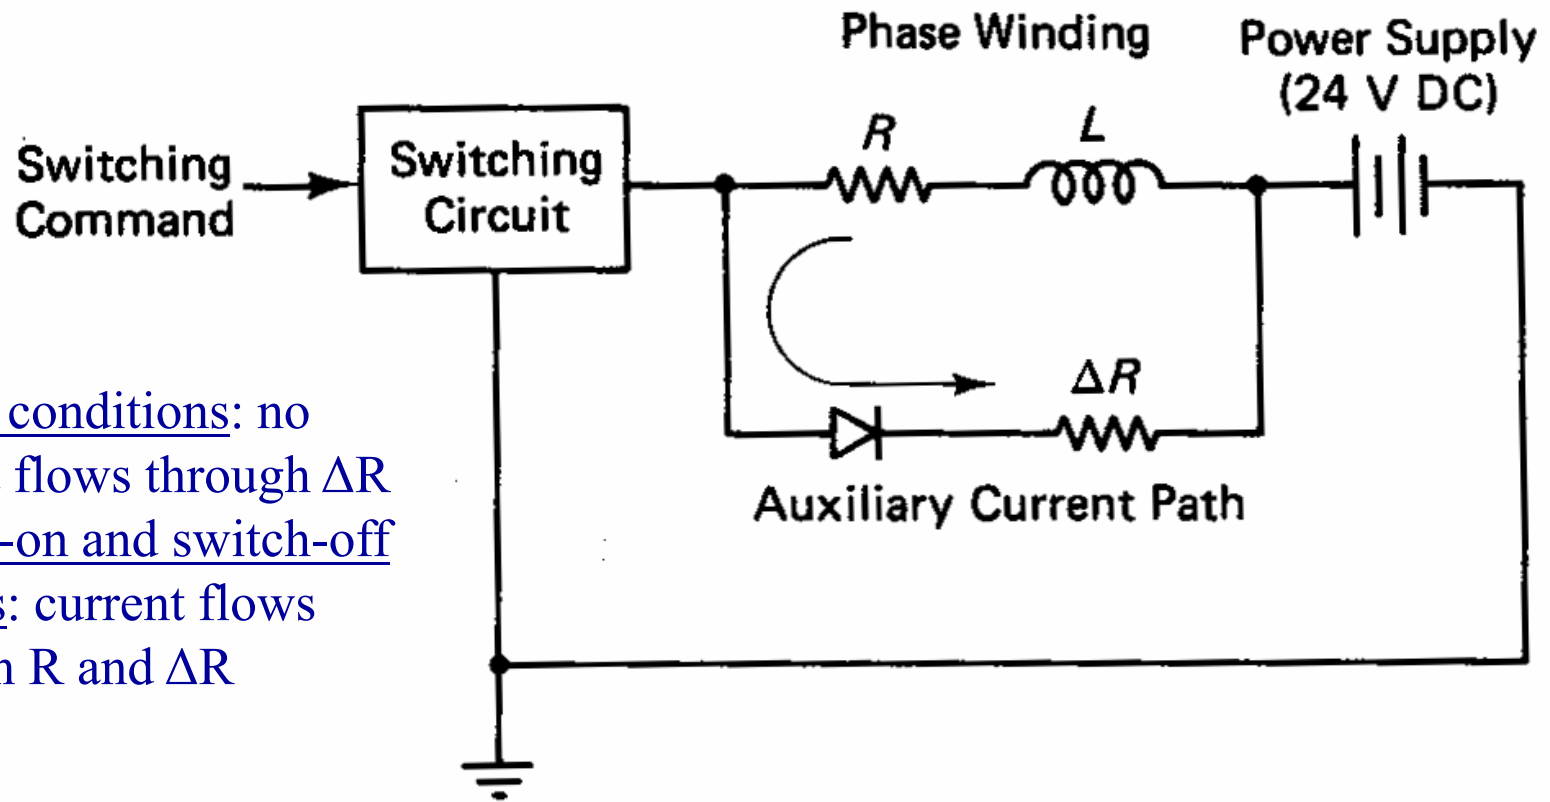 Phase Winding
Power Supply
(24 V DC)
R
L
Switching
Command
Switching
Circuit
ΔR
Auxiliary Current Path
conditions: no
flows through ΔR
-on and switch-off
: current flows
R and ΔR